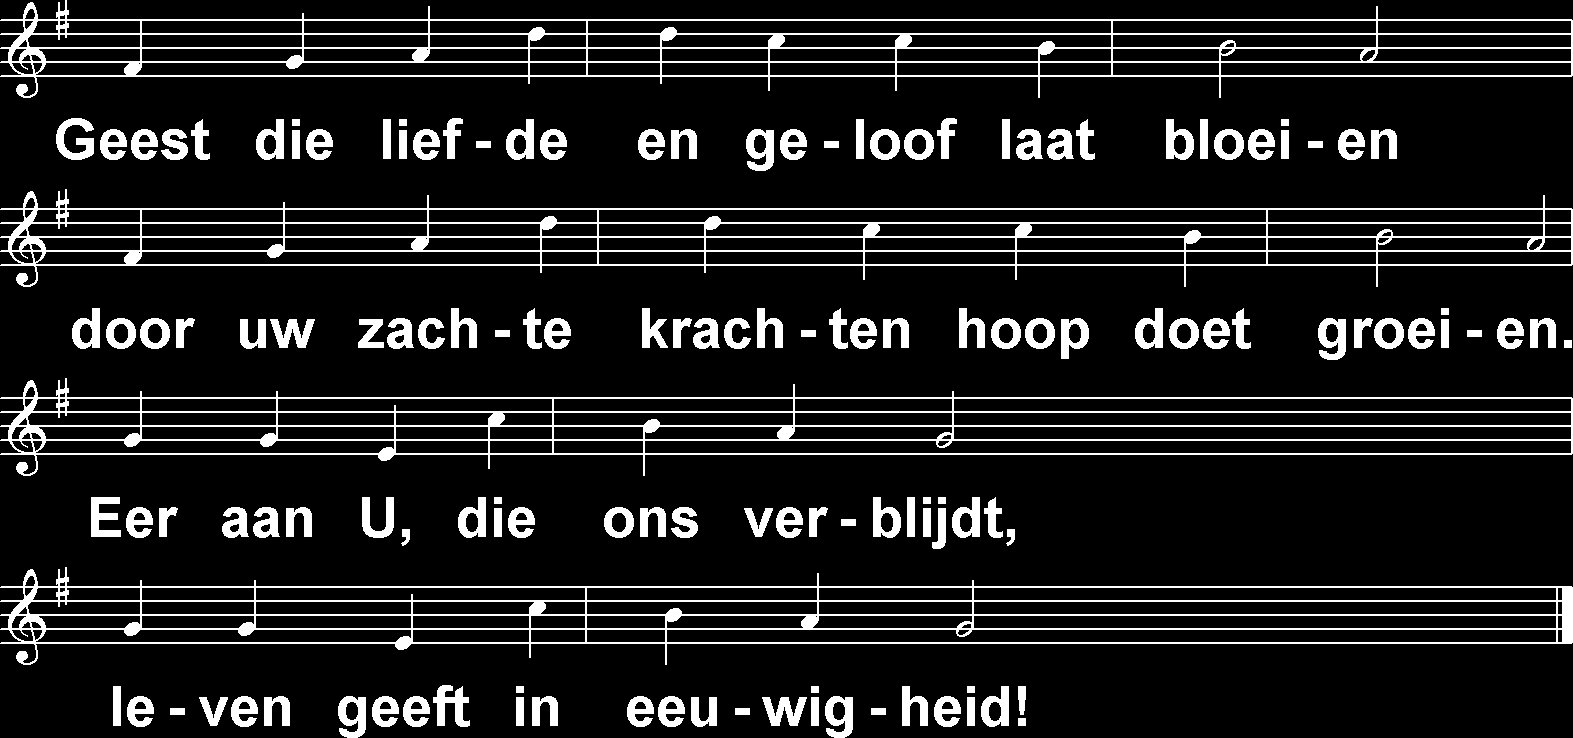 Geest die lief - de en ge - loof laat bloei - en
door uw zach - te krach - ten hoop doet groei - en.
Eer aan U, die ons ver - blijdt,
le - ven geeft in eeu - wig - heid!